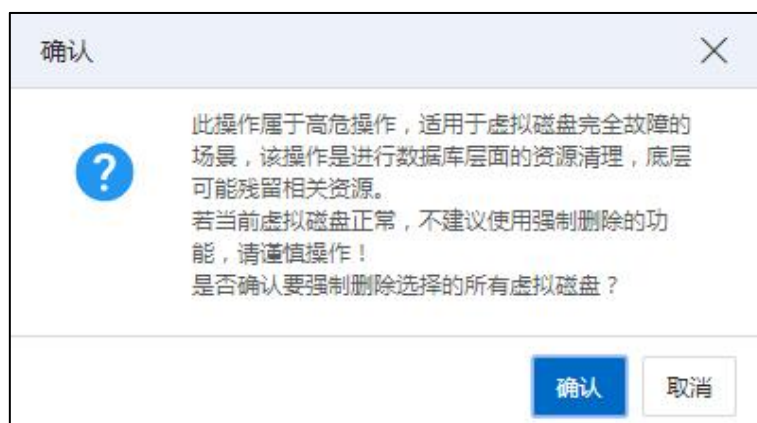 确认
此操作属于高危操作，适用于虚拟磁盘完全故障的
场景，该操作是进行数据库层面的资源清理，底层
可能残留相关资源。
若当前虚拟磁盘正常，不建议使用强制删除的功
能，请谨慎操作！
是否确认要强制删除选择的所有虚拟磁盘？
确认
取消